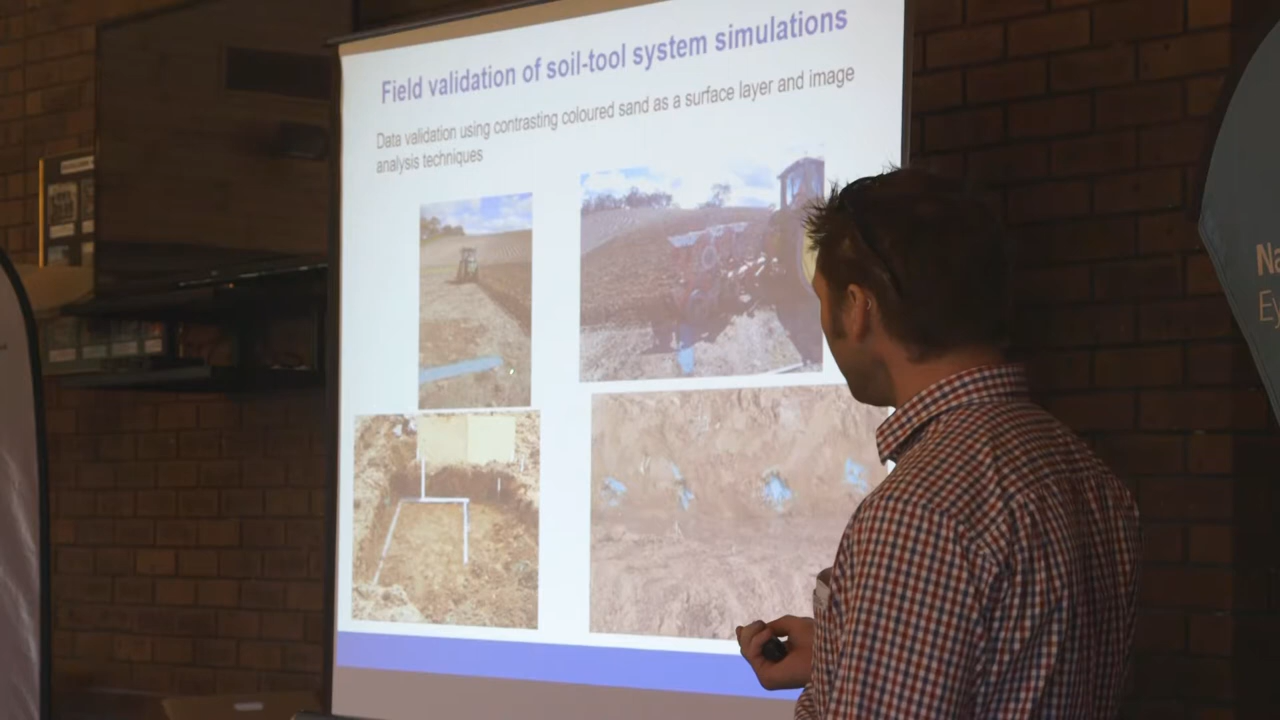 Field validation of soil-tool system simulations
Data validation using contrasting coloured sand as a surface layer and image
analysis techniques